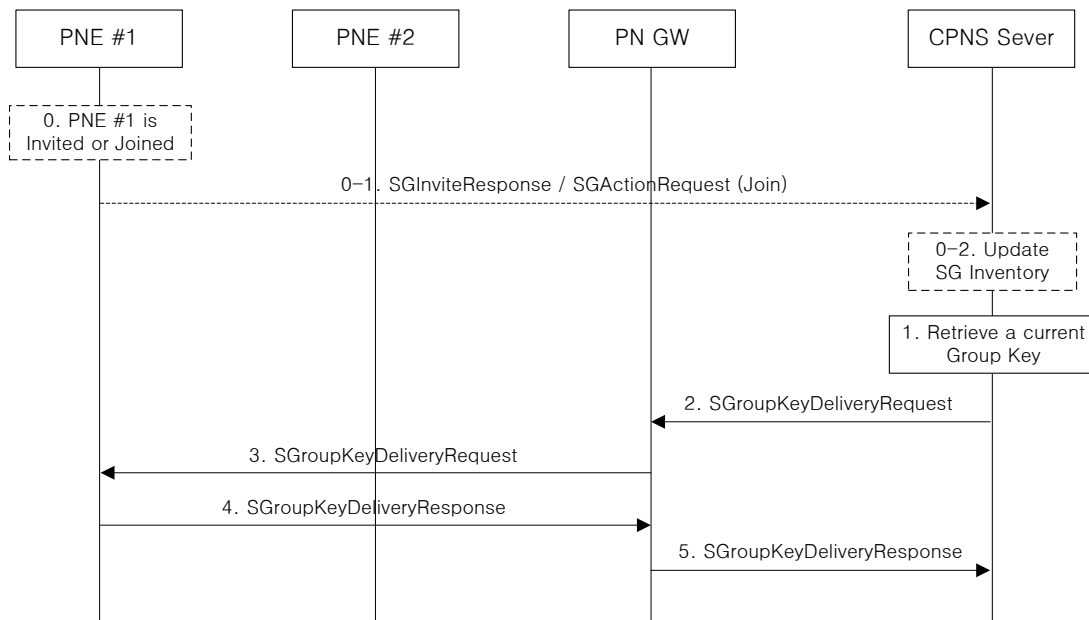 PNE #1
PNE #2
PN GW
CPNS Sever
0. PNE #1 is
Invited or Joined
0-1. SGInviteResponse / SGActionRequest (Join)
0-2. Update
SG Inventory
1. Retrieve a current
Group Key
2. SGroupKeyDeliveryRequest
3. SGroupKeyDeliveryRequest
4. SGroupKeyDeliveryResponse
5. SGroupKeyDeliveryResponse